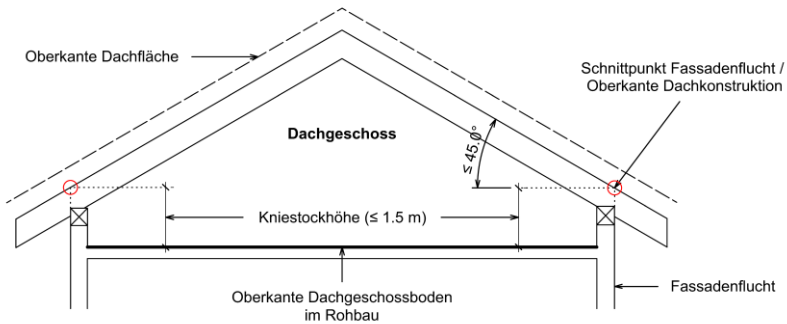 Oberkante Dachfläche
Schnittpunkt Fassadenflucht /
Oberkante Dachkonstruktion
Dachgeschoss
≤ 45.0°
Kniestockhöhe (≤ 1.5 m)
Oberkante Dachgeschossboden
im Rohbau
Fassadenflucht